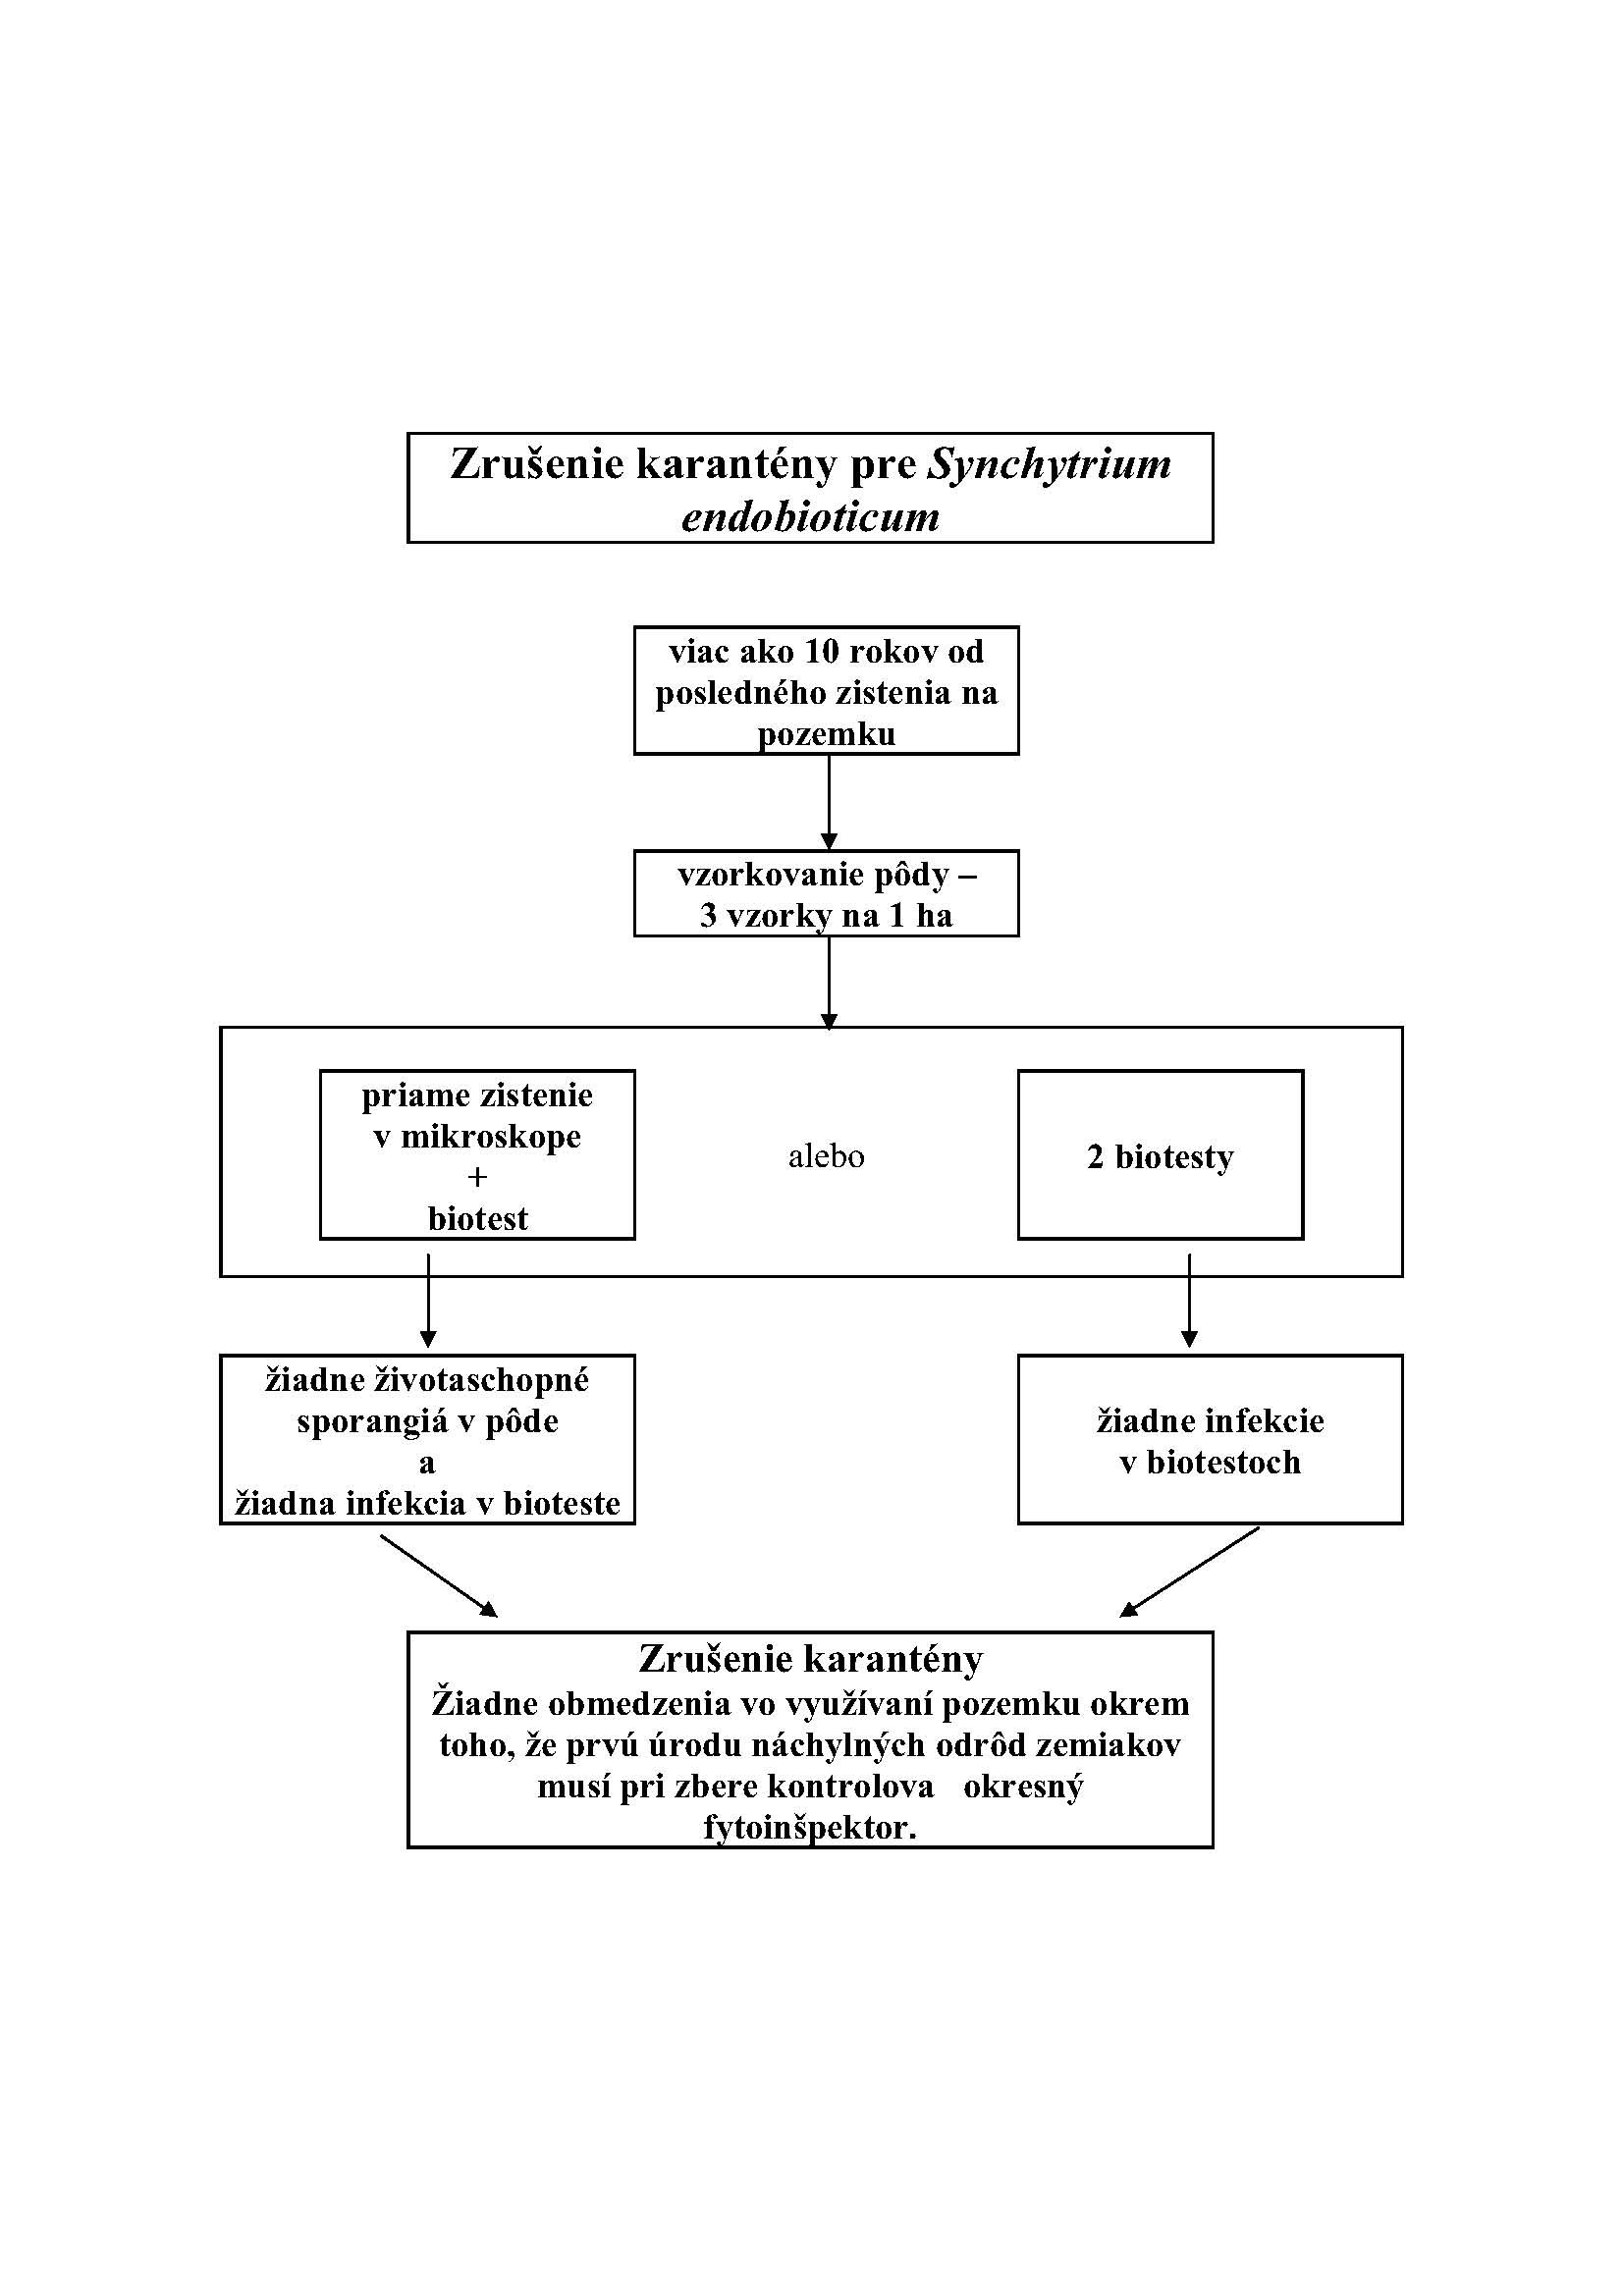 Zrušenie karantény pre Synchytrium
endobioticum
viac ako 10 rokov od
posledného zistenia na
pozemku
vzorkovanie pôdy –
3 vzorky na 1 ha
priame zistenie
v mikroskope
+
biotest
alebo
2 biotesty
žiadne životaschopné
sporangiá v pôde
a
žiadna infekcia v bioteste
žiadne infekcie
v biotestoch
Zrušenie karantény
Žiadne obmedzenia vo využívaní pozemku okrem
toho, že prvú úrodu náchylných odrôd zemiakov
musí pri zbere kontrolova okresný
fytoinšpektor.